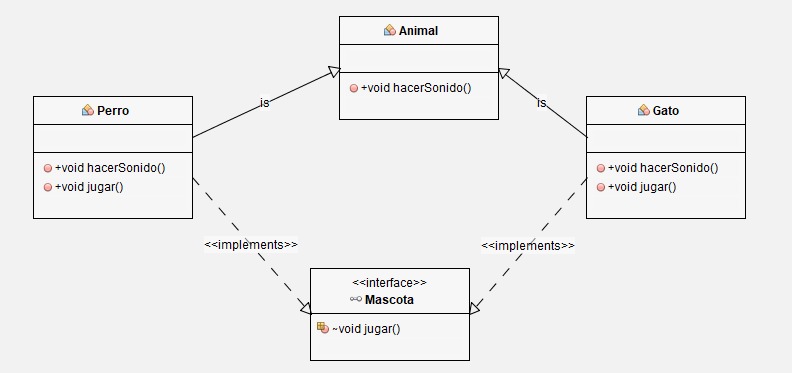 Animal
+void hacerSonido()
Perro
+void hacerSonido()
+void jugar()
is
is
Gato
+void hacerSonido()
+void jugar()
<<implements>>
<<implements>>
<<interface>>
Mascota
~void jugar()